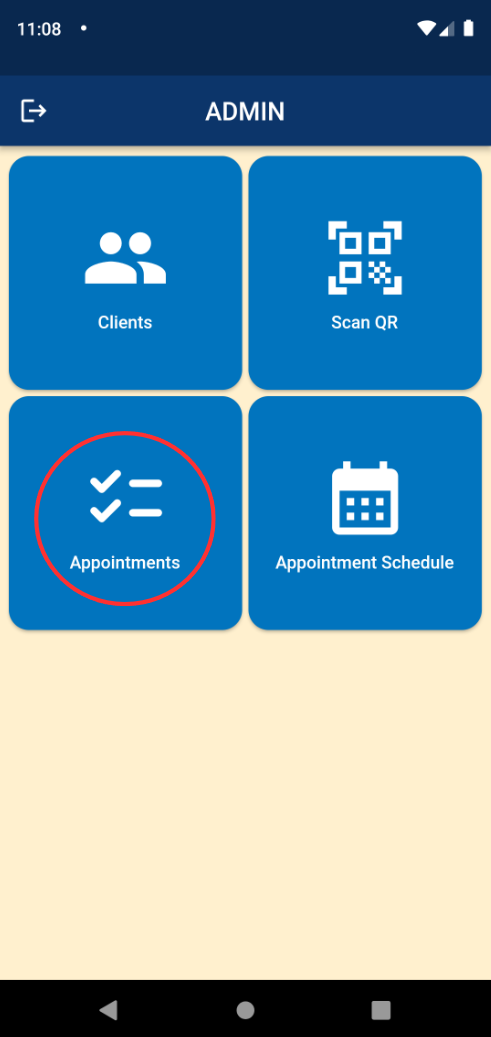 11:08
ADMIN
Clients
Scan QR
Appointments
Appointment Schedule